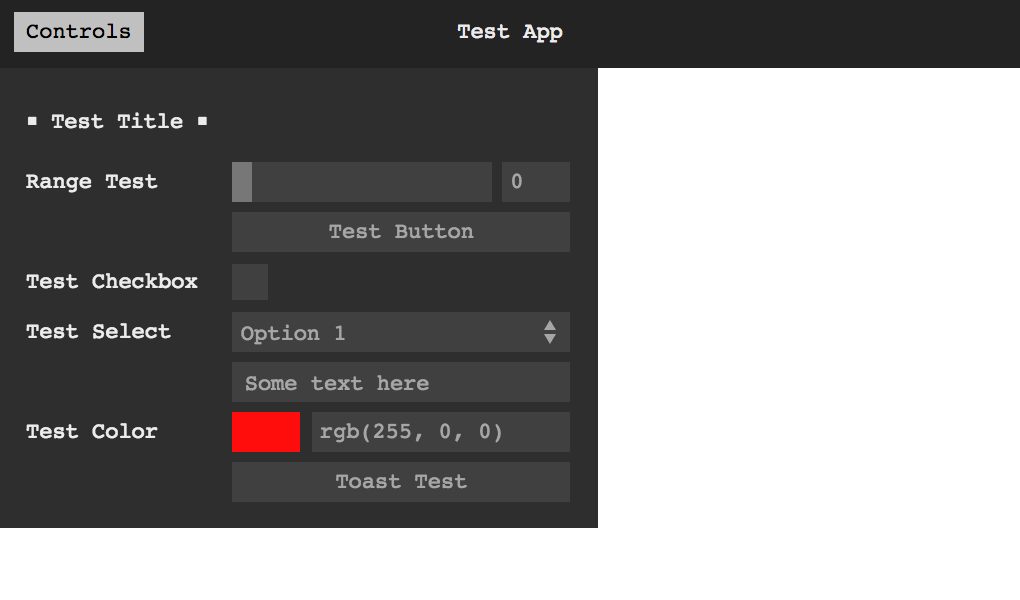 Controls
Test App
▪ Test Title ▪
Range Test
0
Test Button
Test Checkbox
Test Select
Option 1
Some text here
Test Color
rgb(255, 0, 0)
Toast Test